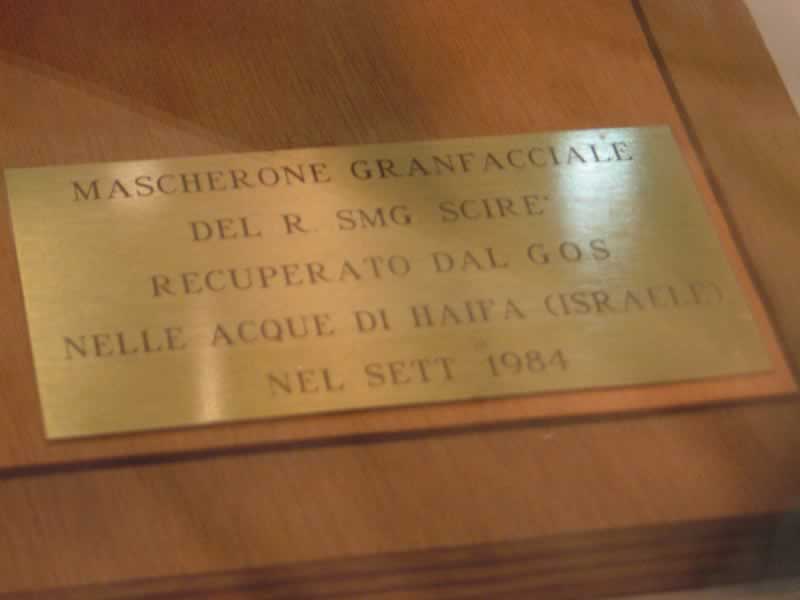 MASCHERONE GRANFACCIALE
DEL R. SMG SCIRE'
RECUPERATO DAL GOS
NELLE ACQUE DI HAIFA (ISRAELE)
NEL SETT 1984